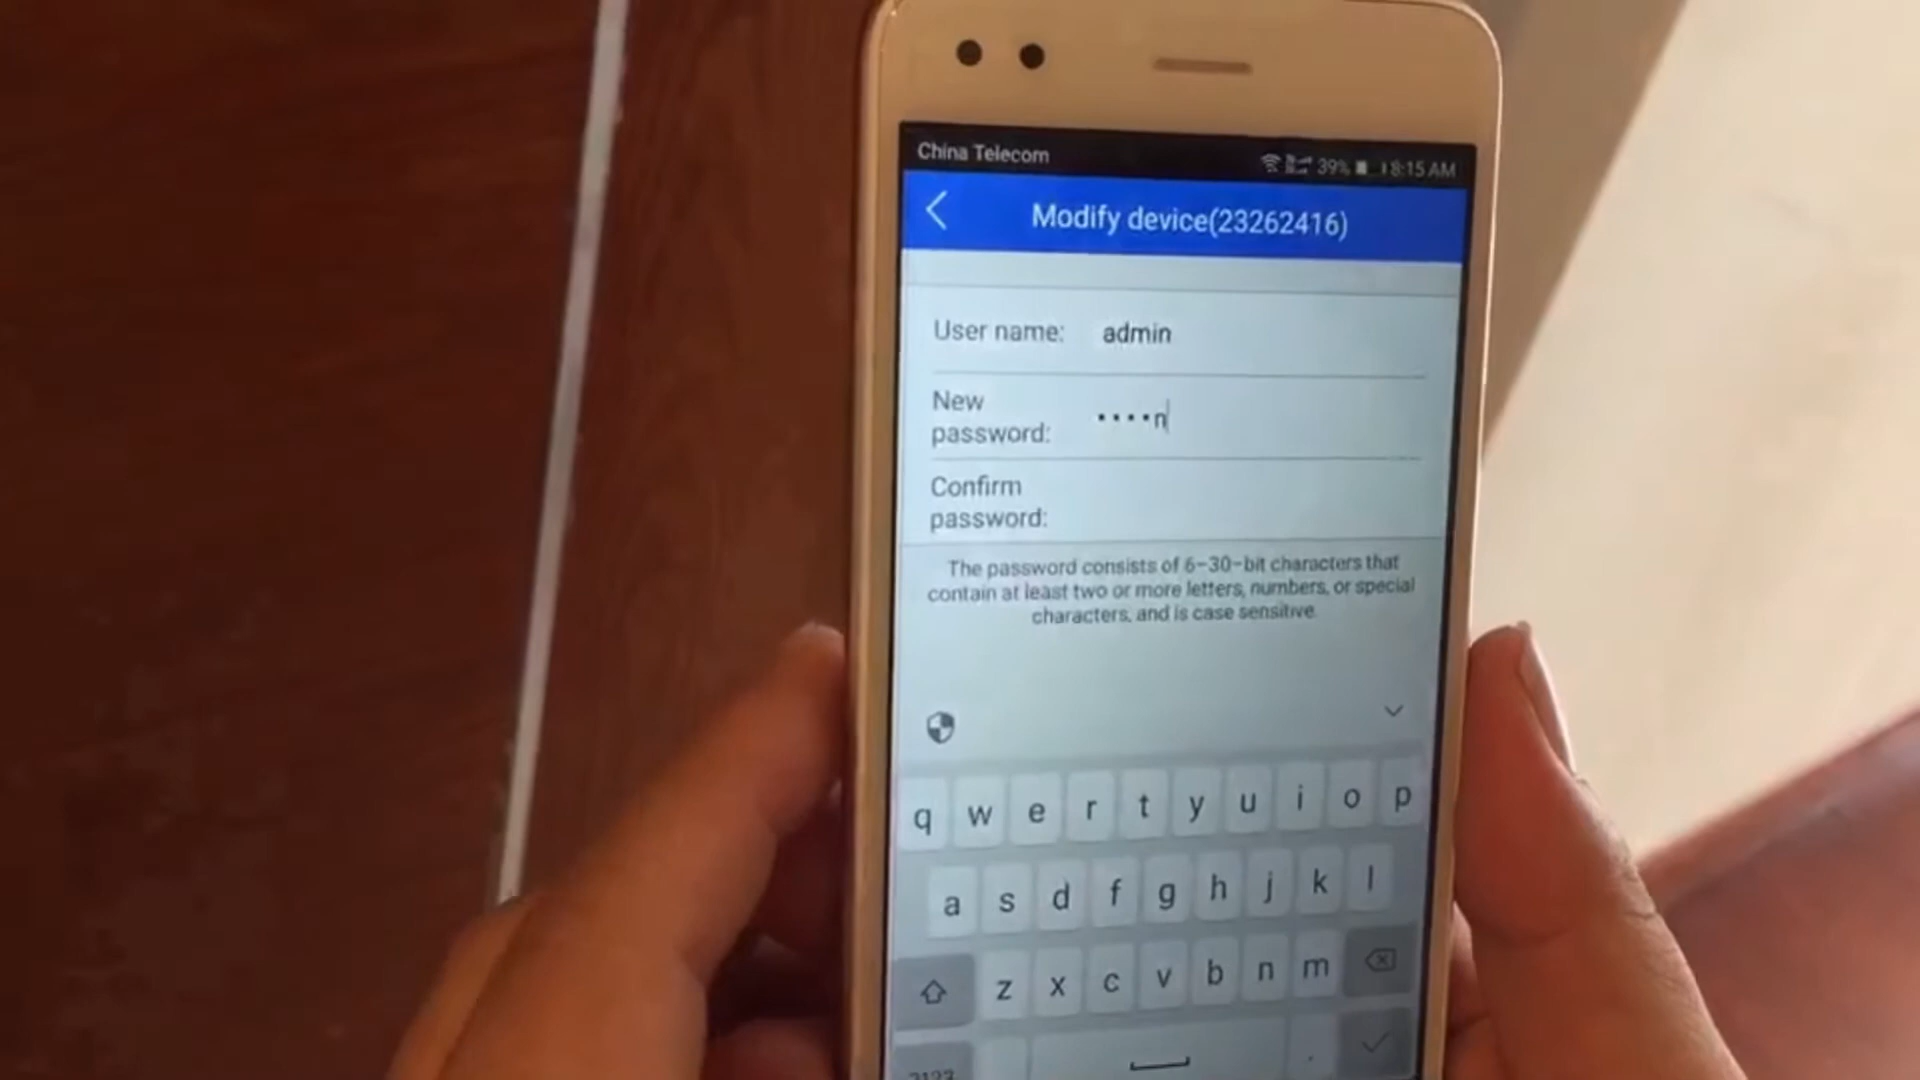 China Telecom
39% 8:15 AM
Modify device(23262416)
User name: admin
New
password: ••••n
Confirm
password:
The password consists of 6-30-bit characters that
contain at least two or more letters, numbers, or special
characters, and is case sensitive.
q w e r t y u i o p
a s d f g h j k l
z x c v b n m
.